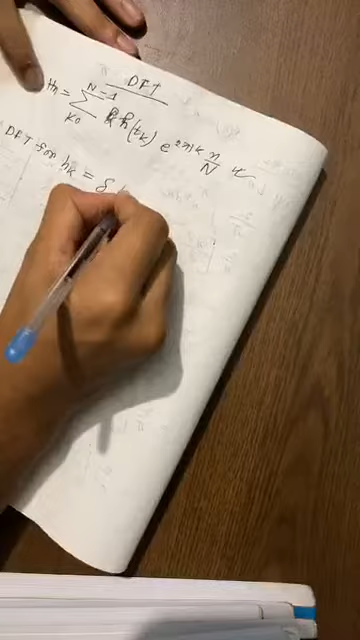 DFT
Hn = N-1 Σ K=0 h(tk) e^2πik n/N
DFT for hk = δ